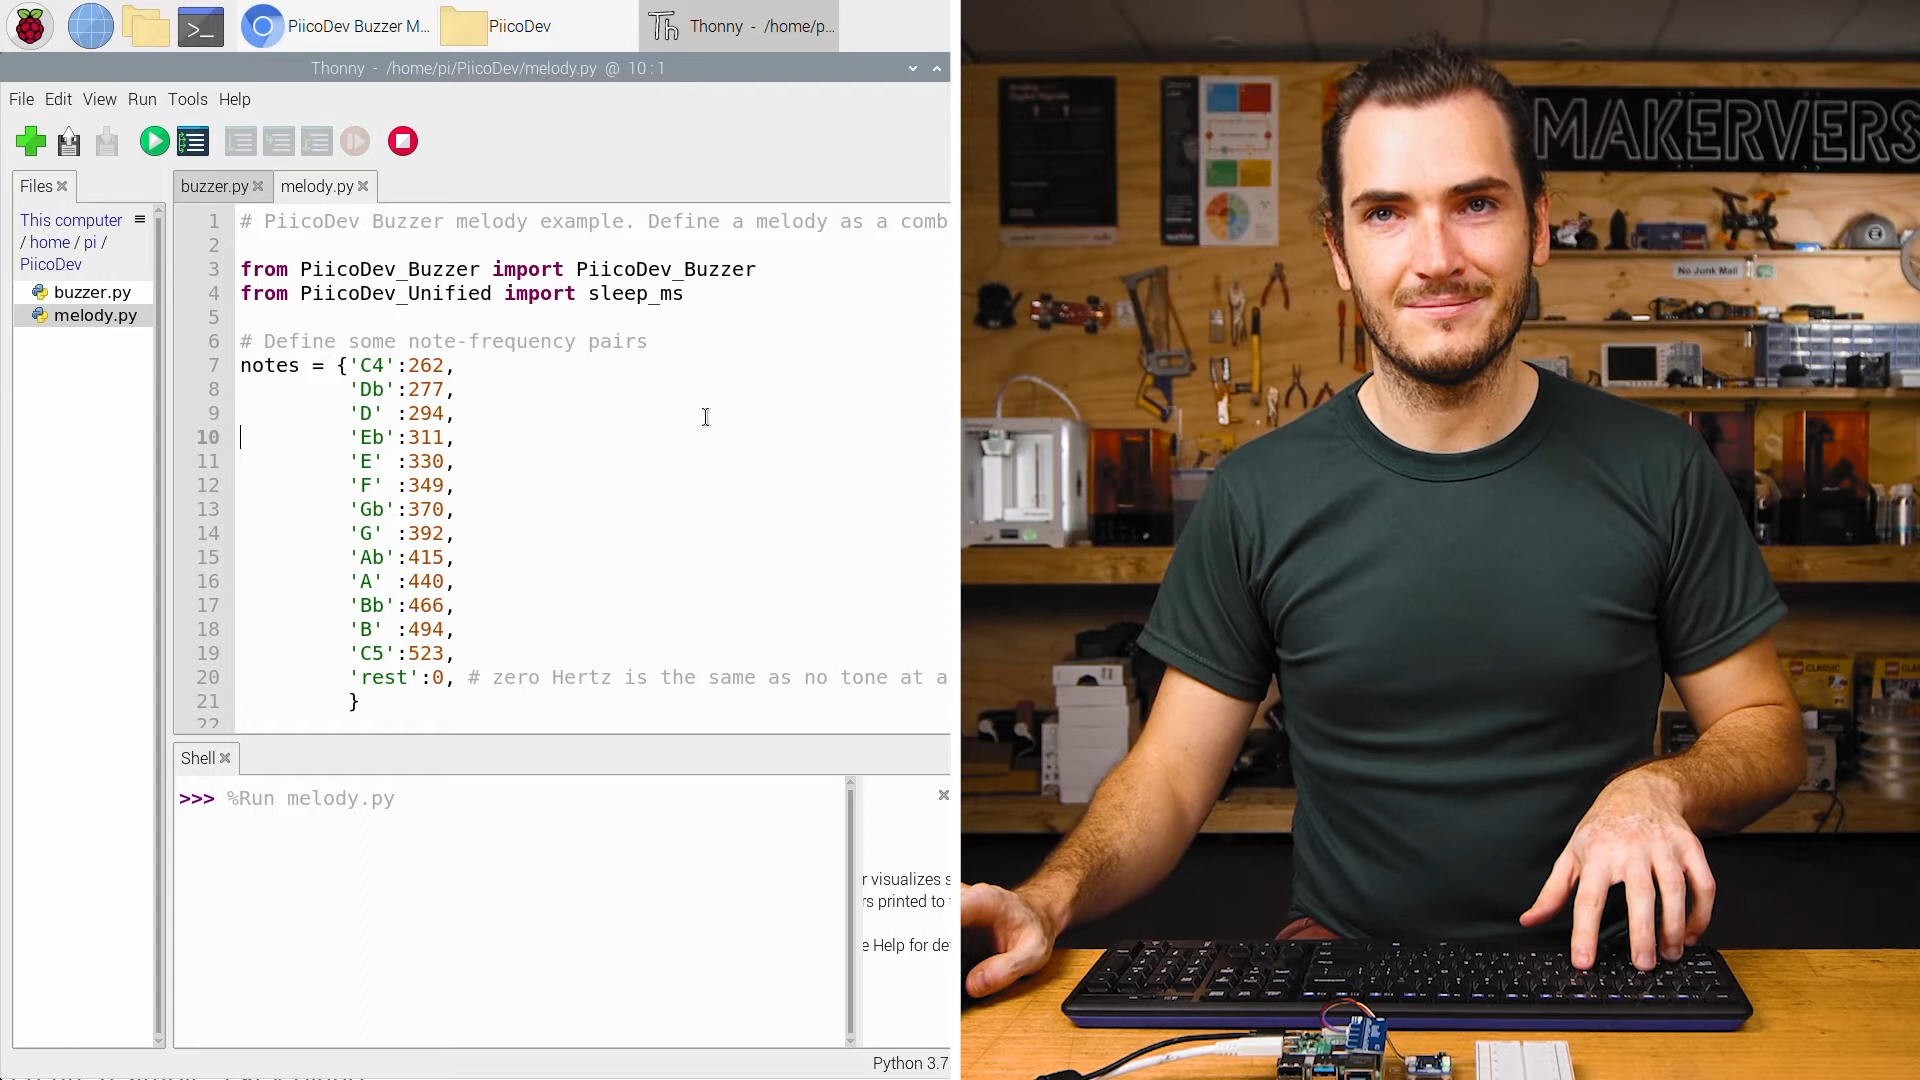 PiicoDev Buzzer M...
PiicoDev
Thonny - /home/p...
Thonny - /home/pi/PiicoDev/melody.py @ 10 : 1
File Edit View Run Tools Help
Files
buzzer.py
melody.py
This computer
/ home / pi /
PiicoDev
buzzer.py
melody.py
1 # PiicoDev Buzzer melody example. Define a melody as a comb
2
3 from PiicoDev_Buzzer import PiicoDev_Buzzer
4 from PiicoDev_Unified import sleep_ms
5
6 # Define some note-frequency pairs
7 notes = {'C4':262,
8 'Db':277,
9 'D' :294,
10 'Eb':311,
11 'E' :330,
12 'F' :349,
13 'Gb':370,
14 'G' :392,
15 'Ab':415,
16 'A' :440,
17 'Bb':466,
18 'B' :494,
19 'C5':523,
20 'rest':0, # zero Hertz is the same as no tone at a
21 }
22
Shell
>>> %Run melody.py
r visualizes s
rs printed to
e Help for de
Python 3.7
MAKERVERS
No Junk Mail
CLASSIC